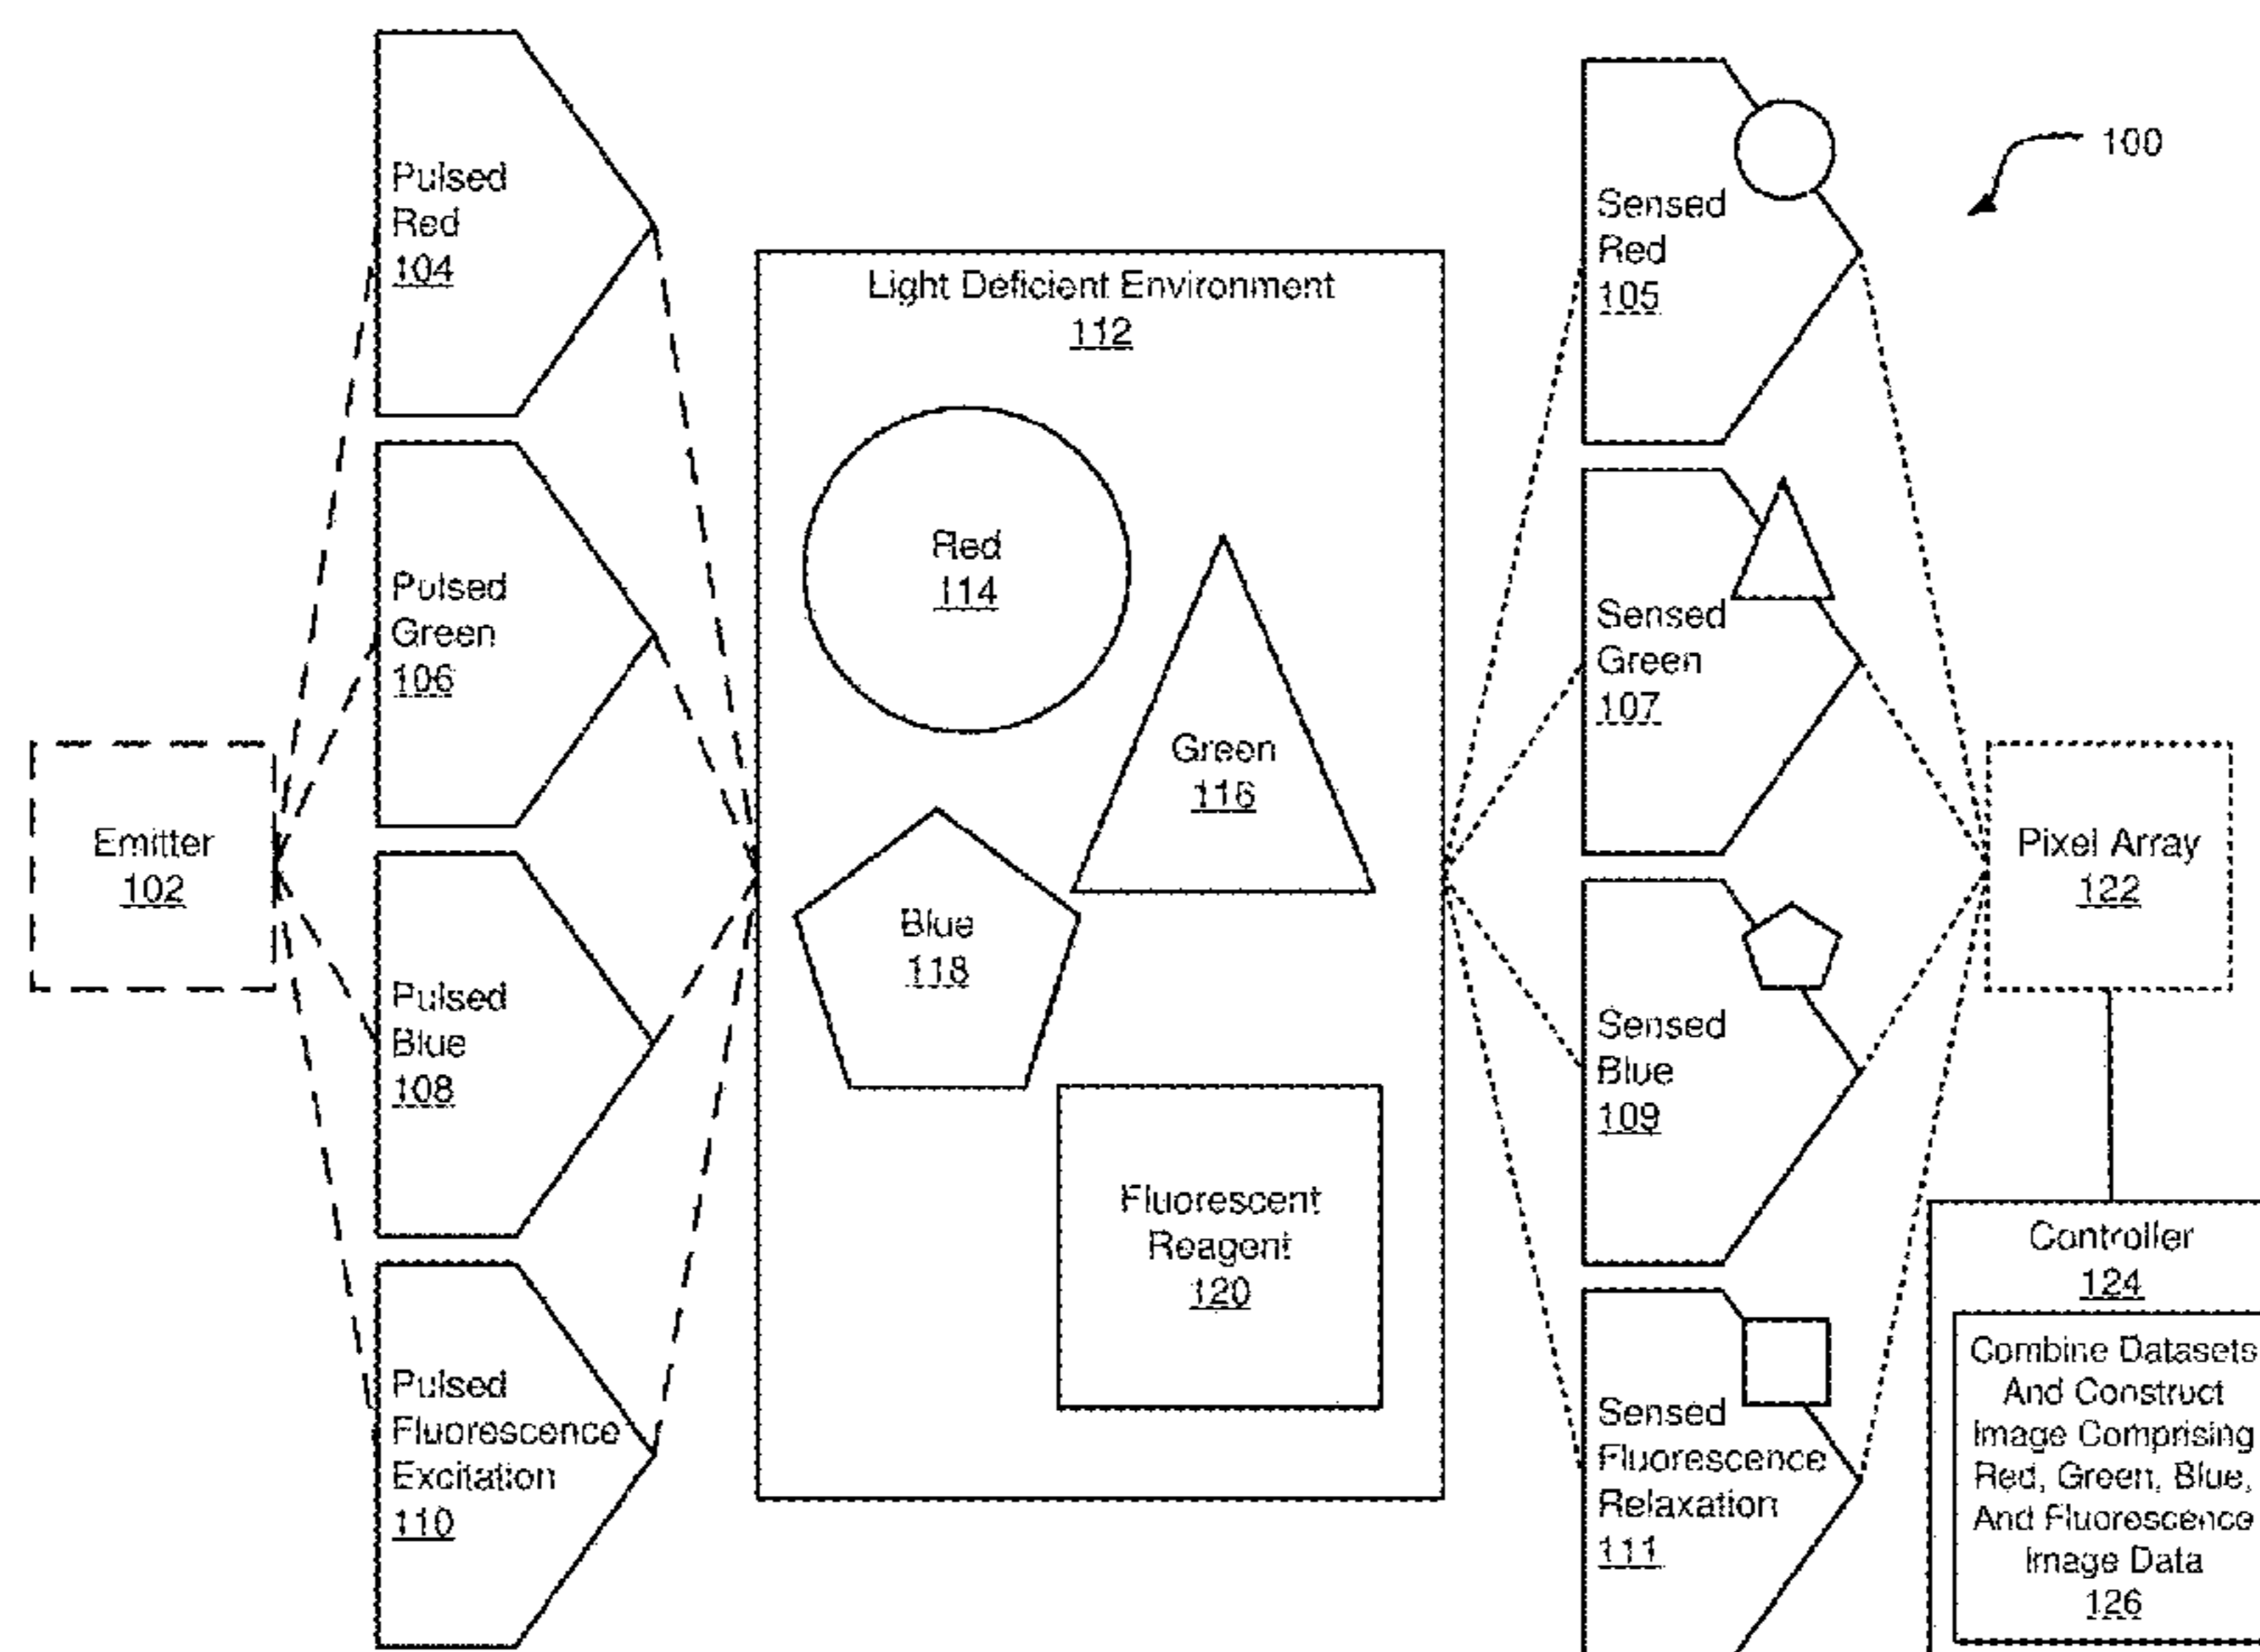 Pulsed
Red
104
Pulsed
Green
106
Pulsed
Blue
108
Pulsed
Fluorescence
Excitation
110
Emitter
102
Light Deficient Environment
112
Red
114
Green
116
Blue
118
Fluorescent
Reagent
120
Sensed
Red
105
Sensed
Green
107
Sensed
Blue
109
Sensed
Fluorescence
Relaxation
111
100
Pixel Array
122
Controller
124
Combine Datasets
And Construct
Image Comprising
Red, Green, Blue,
And Fluorescence
Image Data
126